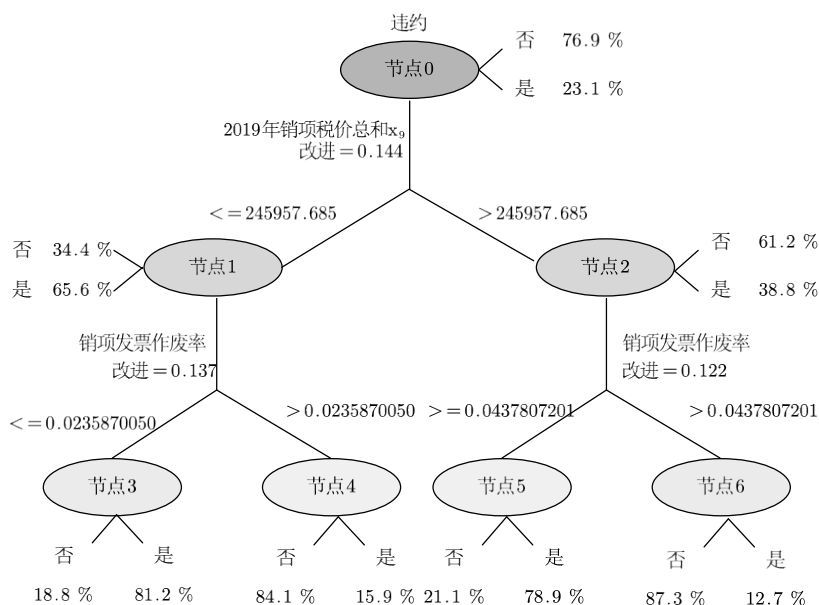 违约
否 76.9 %
节点0
是 23.1 %
2019年销项税价总和x₉
改进=0.144
<=245957.685
>245957.685
否 34.4 %
节点1
是 65.6 %
否 61.2 %
节点2
是 38.8 %
销项发票作废率
改进=0.137
销项发票作废率
改进=0.122
<=0.0235870050
>0.0235870050
>=0.0437807201
>0.0437807201
节点3
节点4
节点5
节点6
否 是 否 是 否 是 否 是
18.8 % 81.2 % 84.1 % 15.9 % 21.1 % 78.9 % 87.3 % 12.7 %